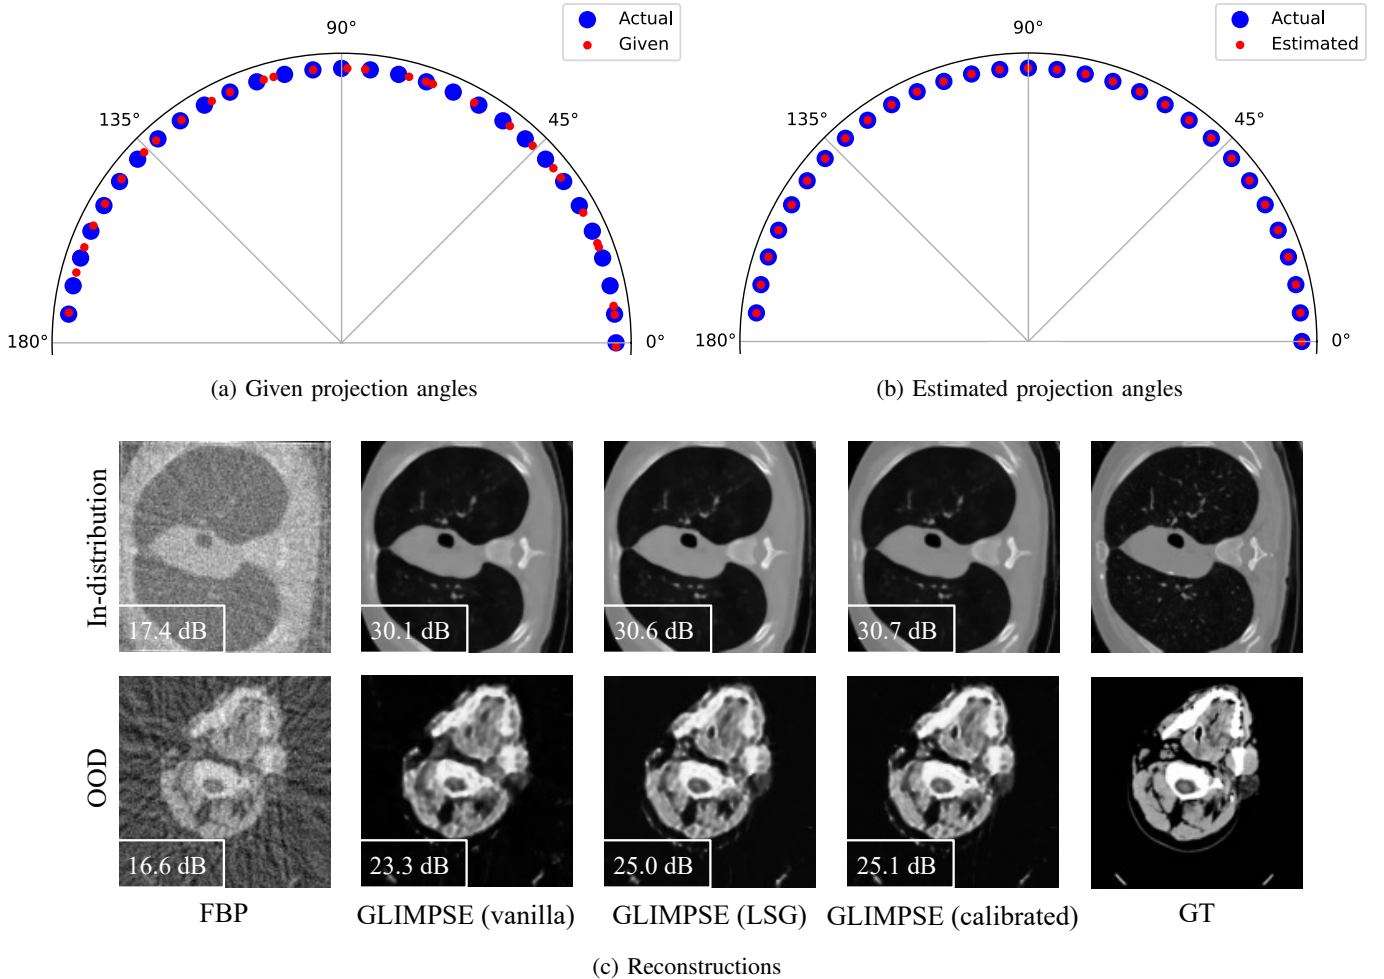 Actual
Given
90°
135°
45°
180°
0°
(a) Given projection angles
Actual
Estimated
90°
135°
45°
180°
0°
(b) Estimated projection angles
In-distribution
17.4 dB
30.1 dB
30.6 dB
30.7 dB
OOD
16.6 dB
23.3 dB
25.0 dB
25.1 dB
FBP
GLIMPSE (vanilla)
GLIMPSE (LSG)
GLIMPSE (calibrated)
GT
(c) Reconstructions